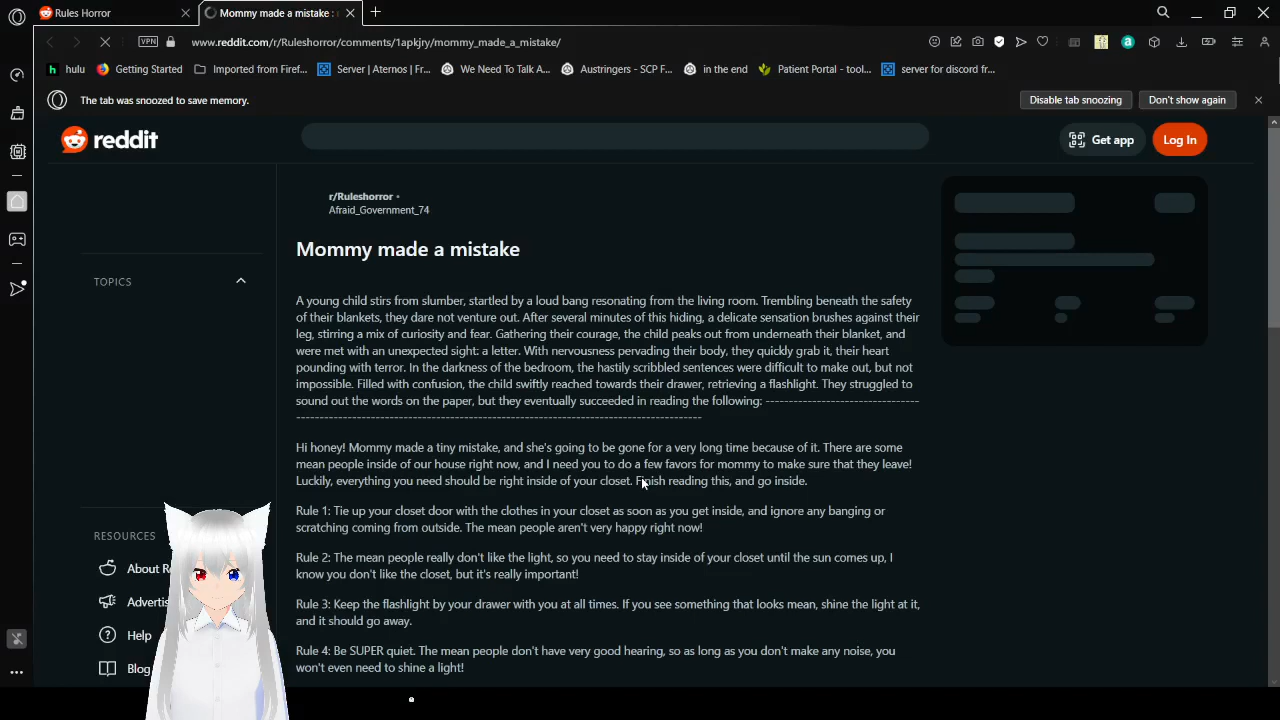 Rules Horror
Mommy made a mistake :
VPN
www.reddit.com/r/Ruleshorror/comments/1apkjry/mommy_made_a_mistake/
hulu
Getting Started
Imported from Firef...
Server | Aternos | Fr...
We Need To Talk A...
Austringers - SCP F...
in the end
Patient Portal - tool...
server for discord fr...
The tab was snoozed to save memory.
Disable tab snoozing
Don't show again
reddit
Get app
Log In
r/Ruleshorror •
Afraid_Government_74
Mommy made a mistake
TOPICS
A young child stirs from slumber, startled by a loud bang resonating from the living room. Trembling beneath the safety
of their blankets, they dare not venture out. After several minutes of this hiding, a delicate sensation brushes against their
leg, stirring a mix of curiosity and fear. Gathering their courage, the child peaks out from underneath their blanket, and
were met with an unexpected sight: a letter. With nervousness pervading their body, they quickly grab it, their heart
pounding with terror. In the darkness of the bedroom, the hastily scribbled sentences were difficult to make out, but not
impossible. Filled with confusion, the child swiftly reached towards their drawer, retrieving a flashlight. They struggled to
sound out the words on the paper, but they eventually succeeded in reading the following: ----------------------------------
--------------------------------------------------------------------------------------
Hi honey! Mommy made a tiny mistake, and she's going to be gone for a very long time because of it. There are some
mean people inside of our house right now, and I need you to do a few favors for mommy to make sure that they leave!
Luckily, everything you need should be right inside of your closet. Finish reading this, and go inside.
Rule 1: Tie up your closet door with the clothes in your closet as soon as you get inside, and ignore any banging or
scratching coming from outside. The mean people aren't very happy right now!
Rule 2: The mean people really don't like the light, so you need to stay inside of your closet until the sun comes up, I
know you don't like the closet, but it's really important!
Rule 3: Keep the flashlight by your drawer with you at all times. If you see something that looks mean, shine the light at it,
and it should go away.
Rule 4: Be SUPER quiet. The mean people don't have very good hearing, so as long as you don't make any noise, you
won't even need to shine a light!
RESOURCES
About Re
Advertis
Help
Blog